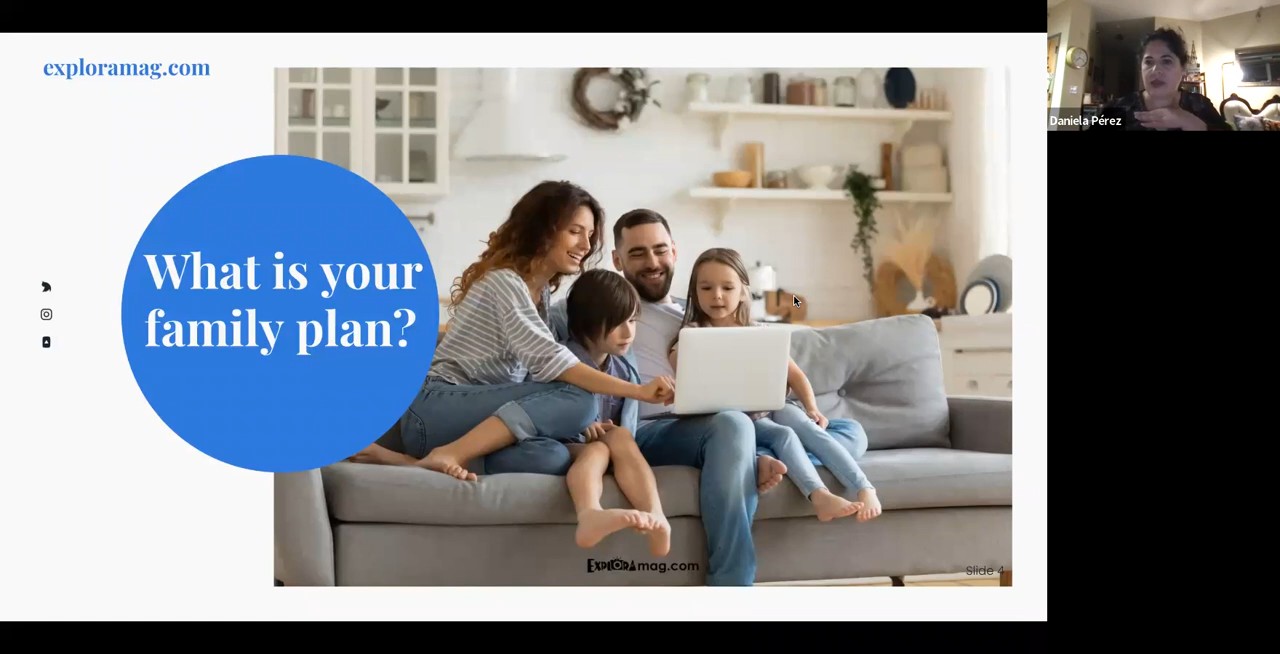 exploramag.com
What is your
family plan?
EXPLORAmag.com
Slide 4
Daniela Pérez